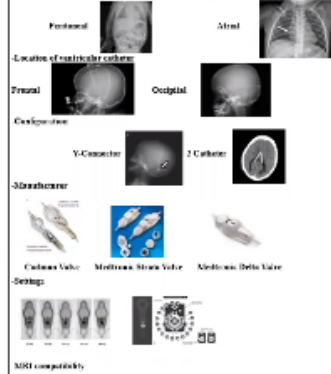 Peritoneal Atrial
-Location of ventricular catheter
Frontal Occipital
-Configuration
Y-Connector 2 Catheter
-Manufacturer
Codman Valve Medtronic Strata Valve Medtronic Delta Valve
-Settings
MRI compatibility